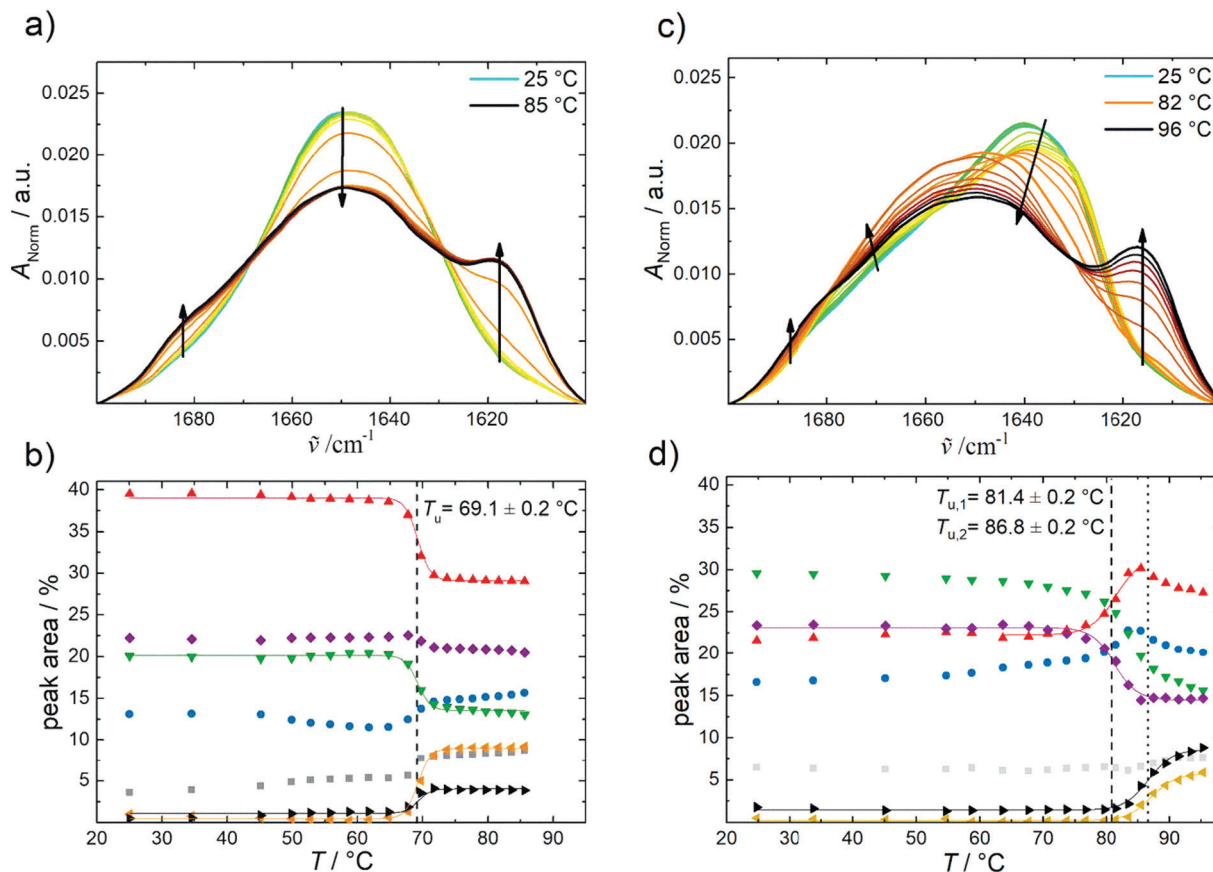 a)
25 °C
85 °C
A_Norm / a.u.
0.025
0.020
0.015
0.010
0.005
1680 1660 1640 1620
ṽ /cm⁻¹
c)
25 °C
82 °C
96 °C
A_Norm / a.u.
0.025
0.020
0.015
0.010
0.005
1680 1660 1640 1620
ṽ /cm⁻¹
b)
T_u= 69.1 ± 0.2 °C
peak area / %
40
35
30
25
20
15
10
5
20 30 40 50 60 70 80 90
T / °C
d)
T_u,1= 81.4 ± 0.2 °C
T_u,2= 86.8 ± 0.2 °C
peak area / %
40
35
30
25
20
15
10
5
20 30 40 50 60 70 80 90
T / °C